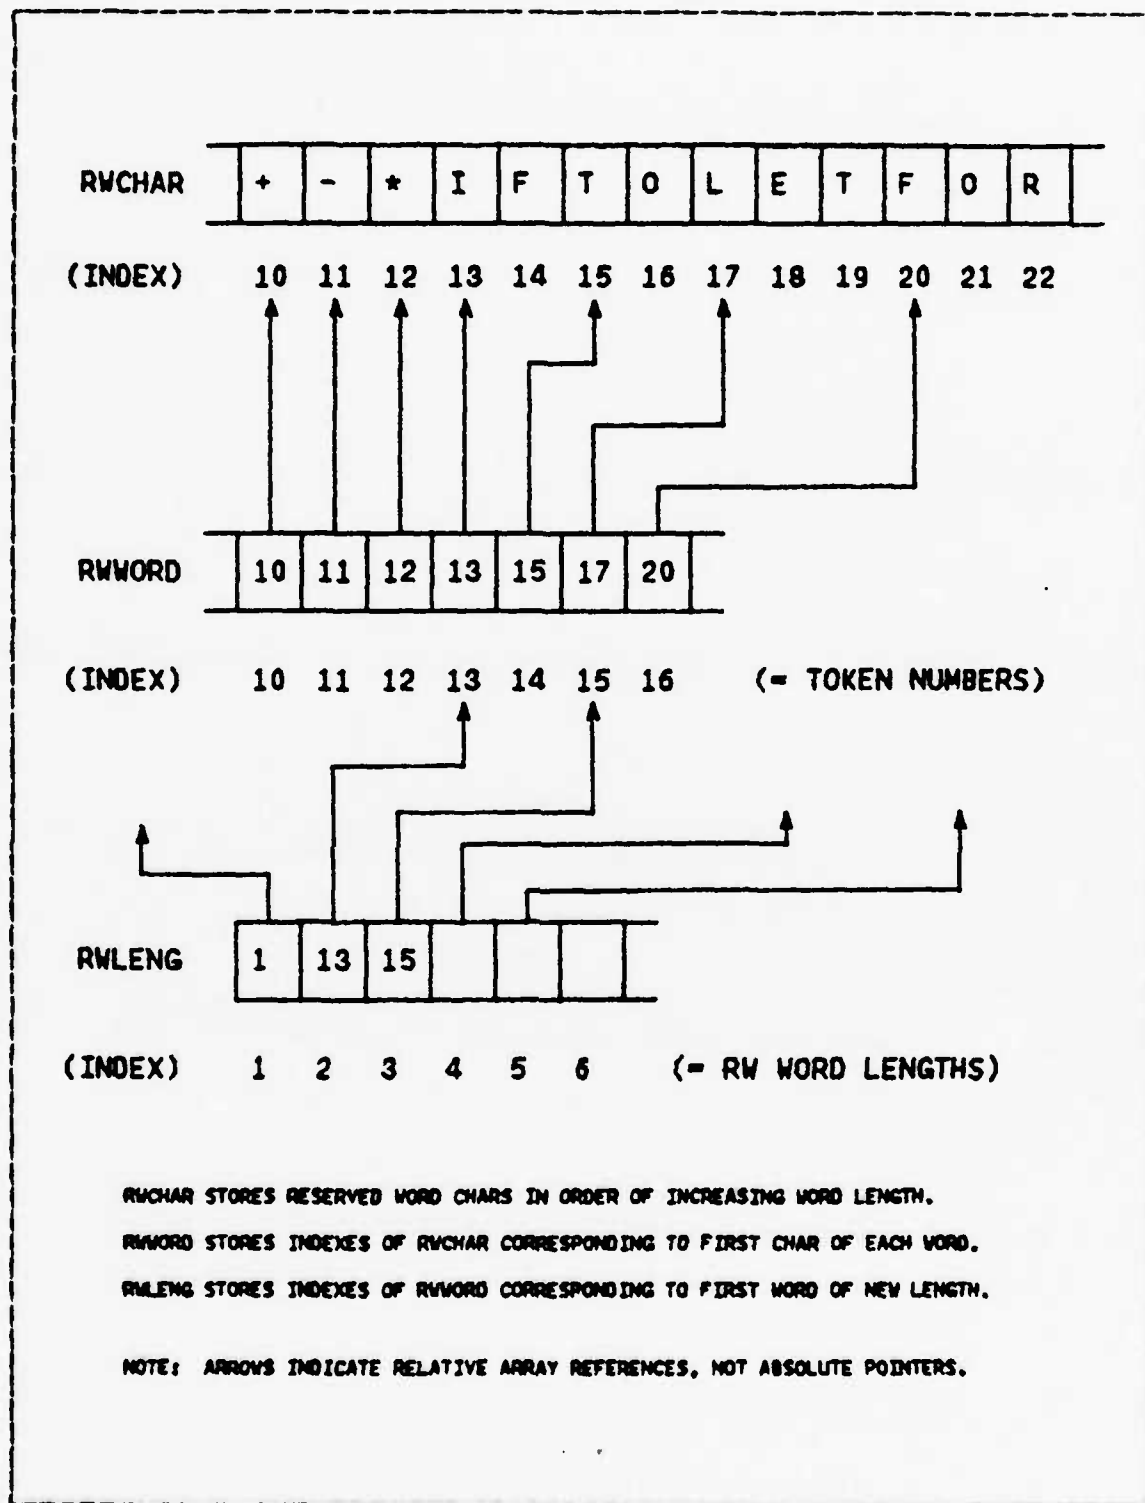 RWCHAR + - * I F T O L E T F O R
(INDEX) 10 11 12 13 14 15 16 17 18 19 20 21 22
RWWORD 10 11 12 13 15 17 20
(INDEX) 10 11 12 13 14 15 16 (= TOKEN NUMBERS)
RWLENG 1 13 15
(INDEX) 1 2 3 4 5 6 (= RW WORD LENGTHS)
RWCHAR STORES RESERVED WORD CHARS IN ORDER OF INCREASING WORD LENGTH.
RWWORD STORES INDEXES OF RWCHAR CORRESPONDING TO FIRST CHAR OF EACH WORD.
RWLENG STORES INDEXES OF RWWORD CORRESPONDING TO FIRST WORD OF NEW LENGTH.
NOTE: ARROWS INDICATE RELATIVE ARRAY REFERENCES, NOT ABSOLUTE POINTERS.